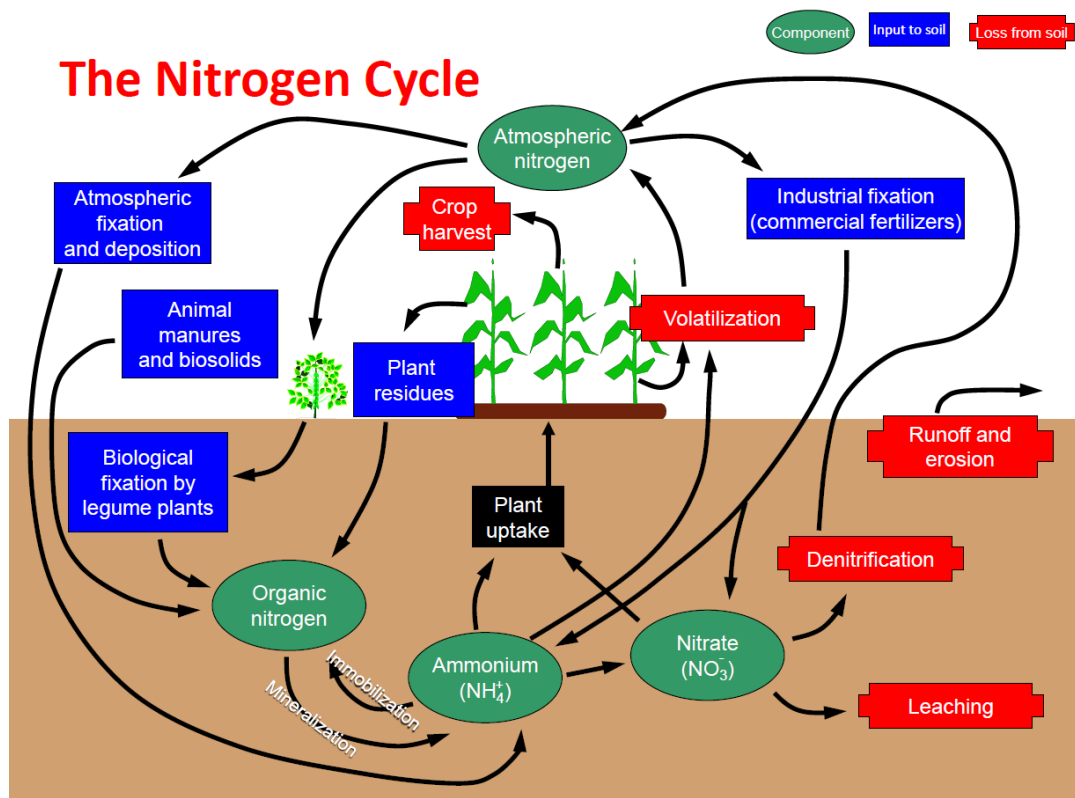 Component
Input to soil
Loss from soil
The Nitrogen Cycle
Atmospheric
nitrogen
Atmospheric
fixation
and deposition
Crop
harvest
Industrial fixation
(commercial fertilizers)
Animal
manures
and biosolids
Volatilization
Plant
residues
Runoff and
erosion
Biological
fixation by
legume plants
Plant
uptake
Denitrification
Organic
nitrogen
Ammonium
(NH₄⁺)
Nitrate
(NO₃⁻)
Immobilization
Mineralization
Leaching